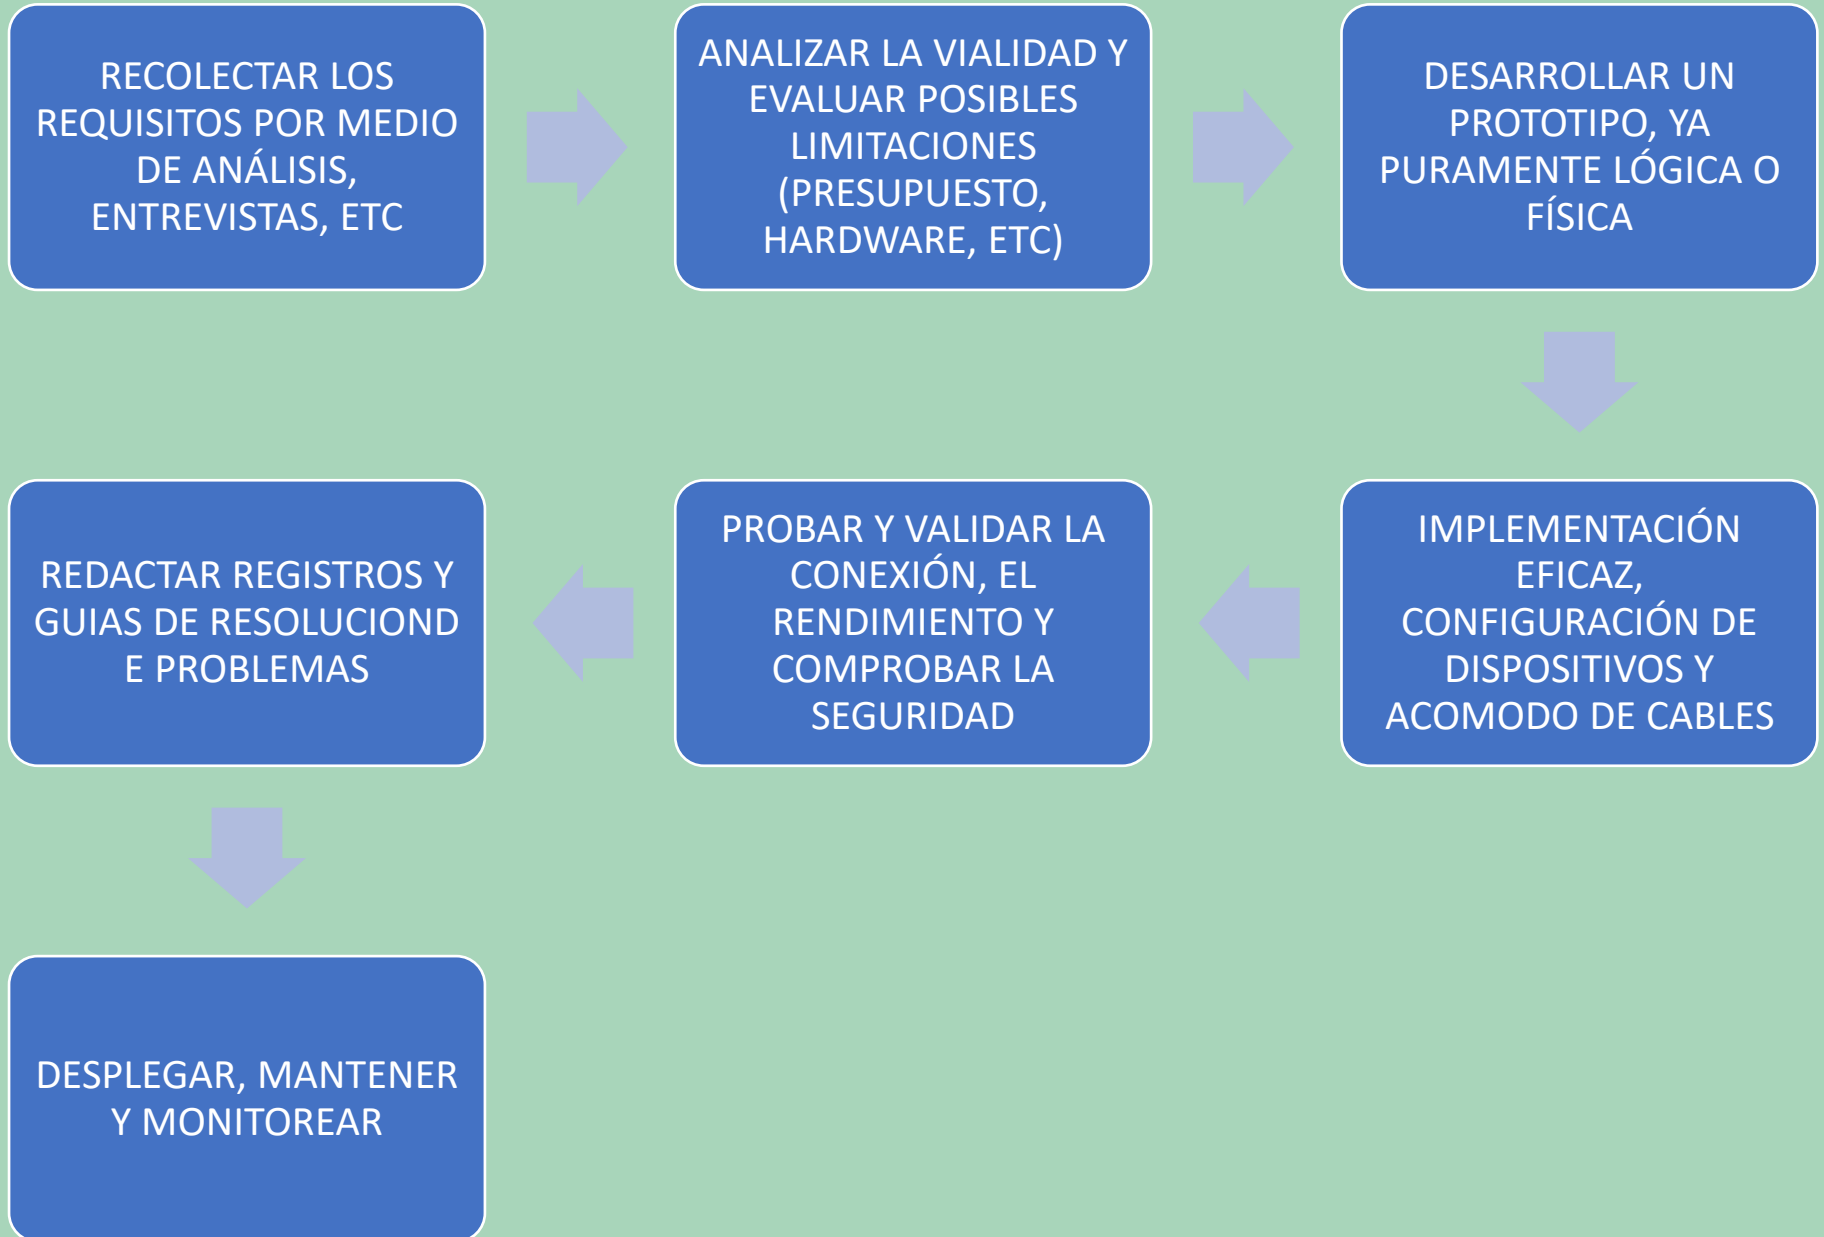 RECOLECTAR LOS
REQUISITOS POR MEDIO
DE ANÁLISIS,
ENTREVISTAS, ETC
ANALIZAR LA VIALIDAD Y
EVALUAR POSIBLES
LIMITACIONES
(PRESUPUESTO,
HARDWARE, ETC)
DESARROLLAR UN
PROTOTIPO, YA
PURAMENTE LÓGICA O
FÍSICA
IMPLEMENTACIÓN
EFICAZ,
CONFIGURACIÓN DE
DISPOSITIVOS Y
ACOMODO DE CABLES
PROBAR Y VALIDAR LA
CONEXIÓN, EL
RENDIMIENTO Y
COMPROBAR LA
SEGURIDAD
REDACTAR REGISTROS Y
GUIAS DE RESOLUCIOND
E PROBLEMAS
DESPLEGAR, MANTENER
Y MONITOREAR